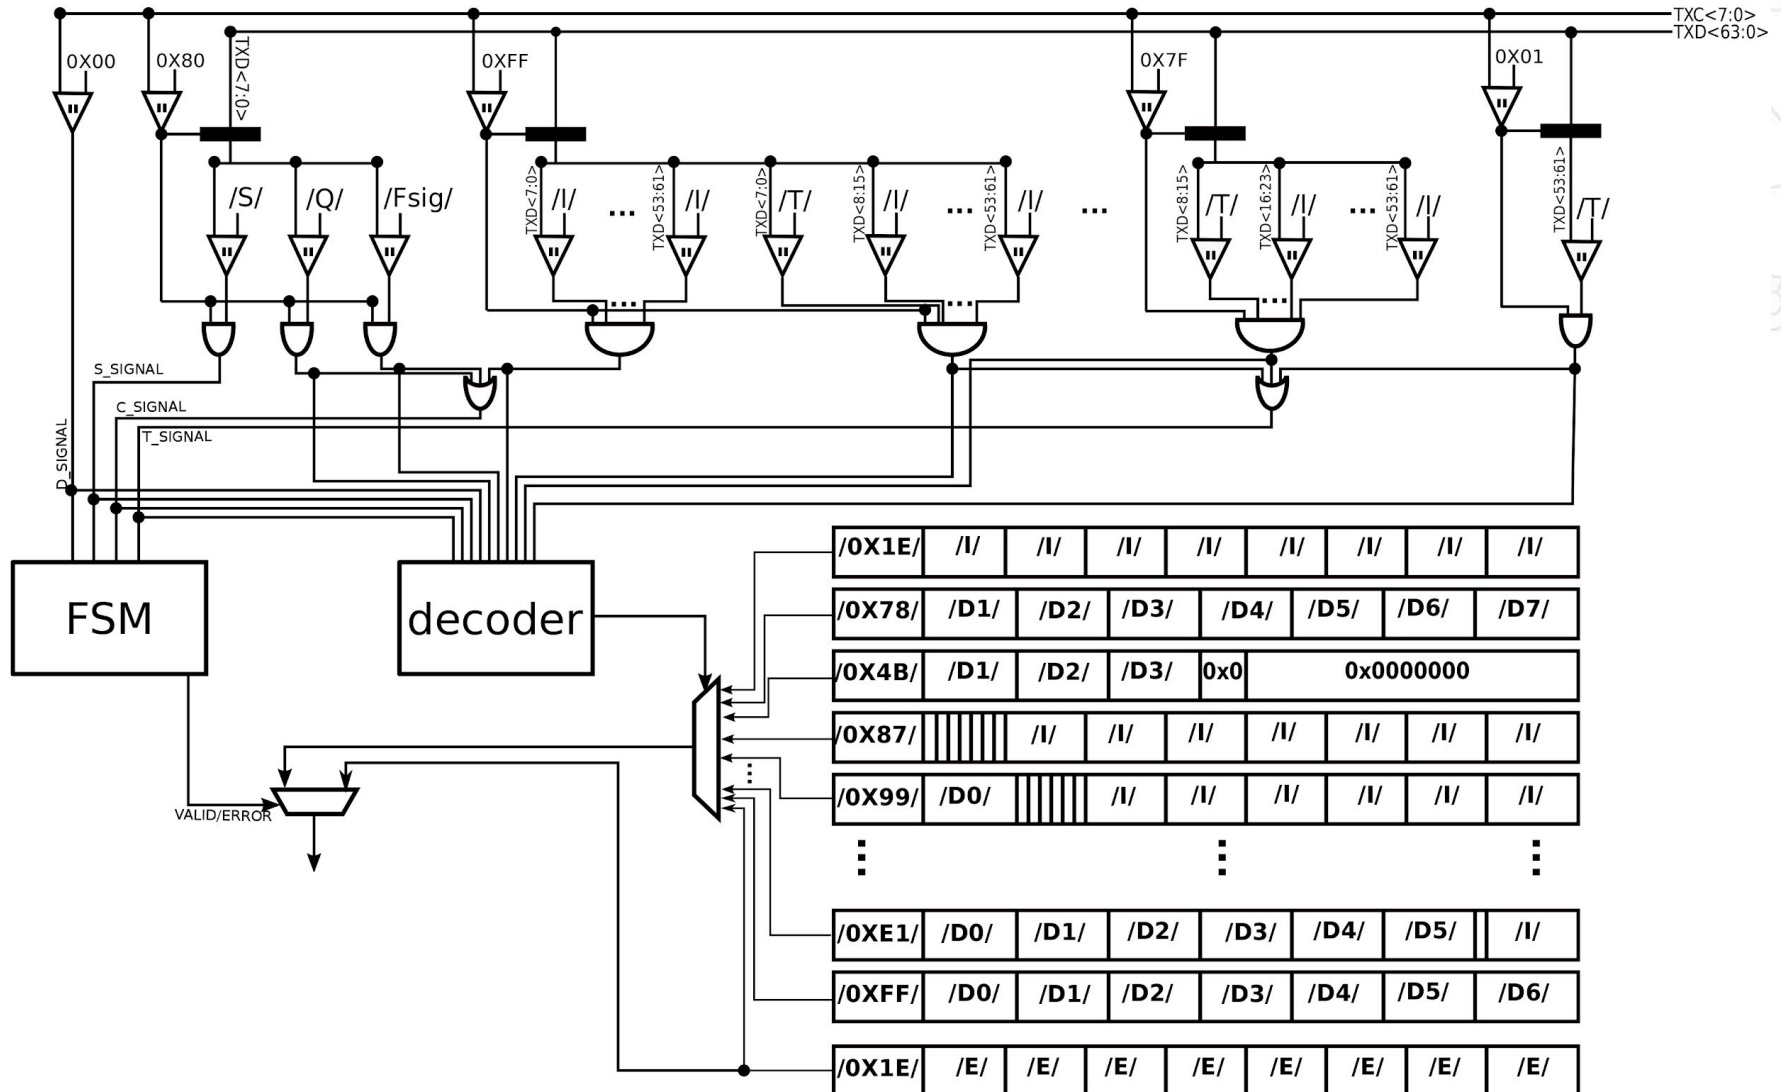 TXC<7:0>
TXD<63:0>
0X00
0X80
TXD<7:0>
0XFF
0X7F
0X01
/S/
/Q/
/Fsig/
TXD<7:0>
/I/
...
TXD<53:61>
/I/
TXD<7:0>
/T/
TXD<8:15>
/I/
...
TXD<53:61>
/I/
...
TXD<8:15>
/T/
TXD<16:23>
/I/
...
TXD<53:61>
/I/
TXD<53:61>
/T/
... ... ...
S_SIGNAL
C_SIGNAL
T_SIGNAL
D_SIGNAL
FSM
decoder
VALID/ERROR
/0X1E/ /I/ /I/ /I/ /I/ /I/ /I/ /I/ /I/
/0X78/ /D1/ /D2/ /D3/ /D4/ /D5/ /D6/ /D7/
/0X4B/ /D1/ /D2/ /D3/ 0x0 0x0000000
/0X87/ /I/ /I/ /I/ /I/ /I/ /I/ /I/
/0X99/ /D0/ /I/ /I/ /I/ /I/ /I/ /I/
/0XE1/ /D0/ /D1/ /D2/ /D3/ /D4/ /D5/ /I/
/0XFF/ /D0/ /D1/ /D2/ /D3/ /D4/ /D5/ /D6/
/0X1E/ /E/ /E/ /E/ /E/ /E/ /E/ /E/ /E/